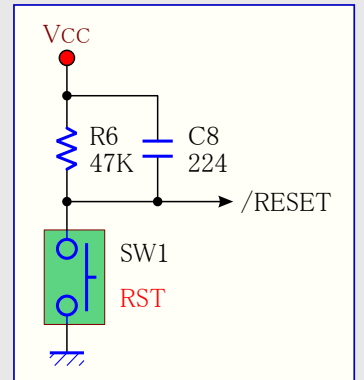 VCC
R6
47K
C8
224
/RESET
SW1
RST